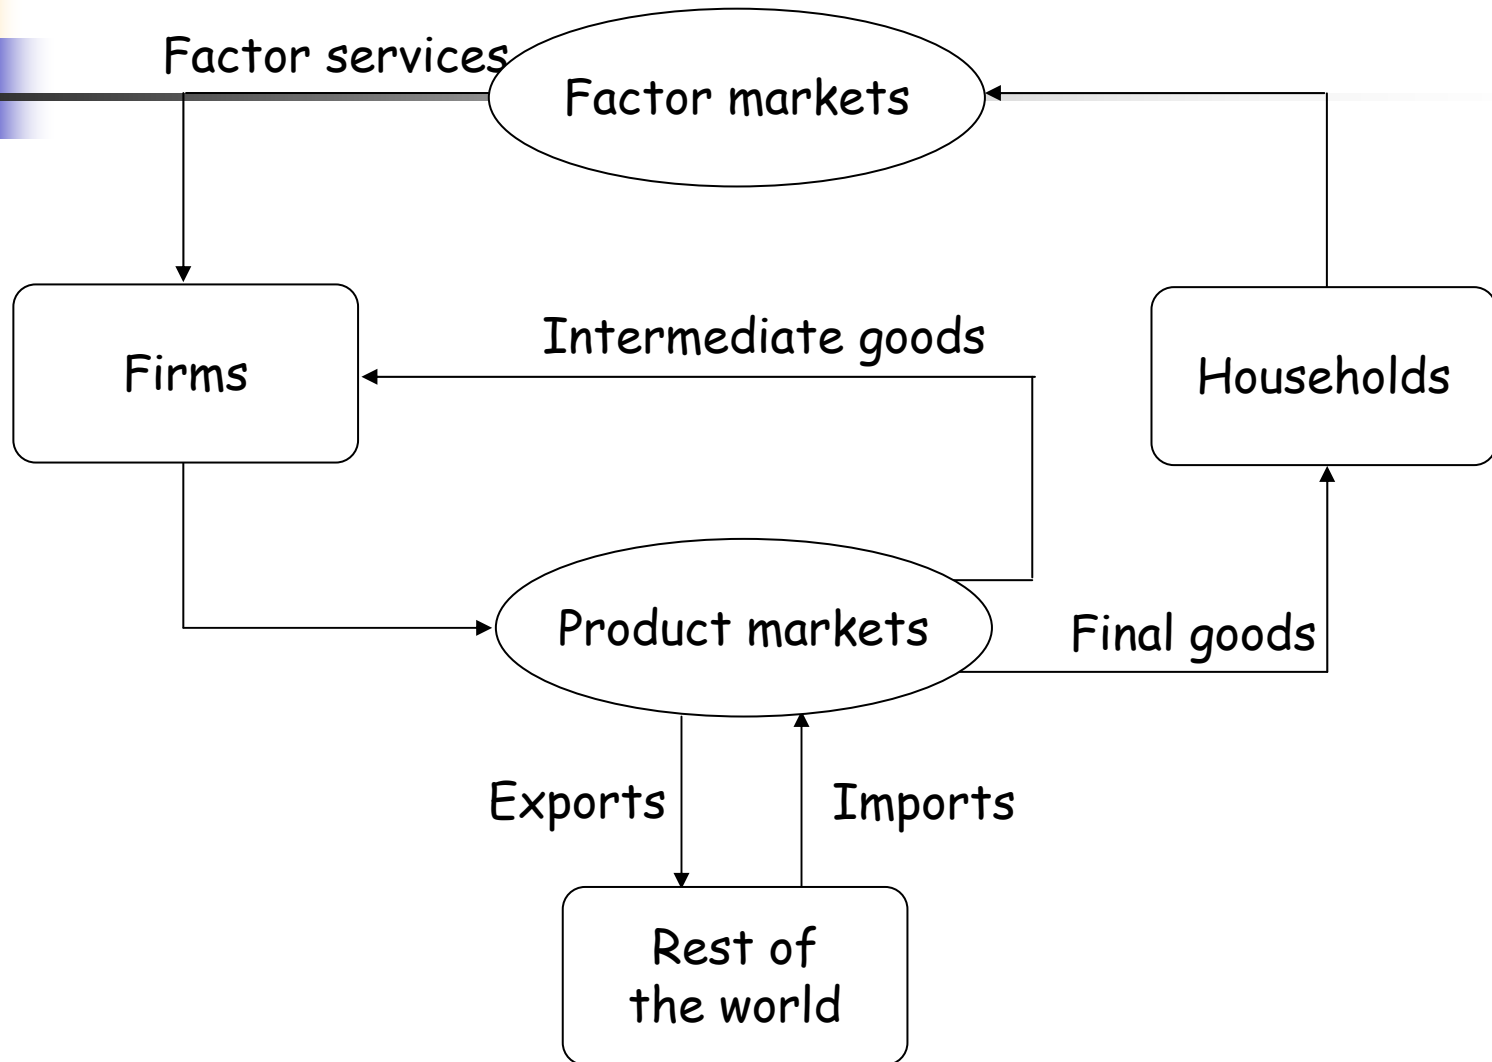 Factor services
Factor markets
Intermediate goods
Firms
Households
Product markets
Final goods
Exports
Imports
Rest of
the world